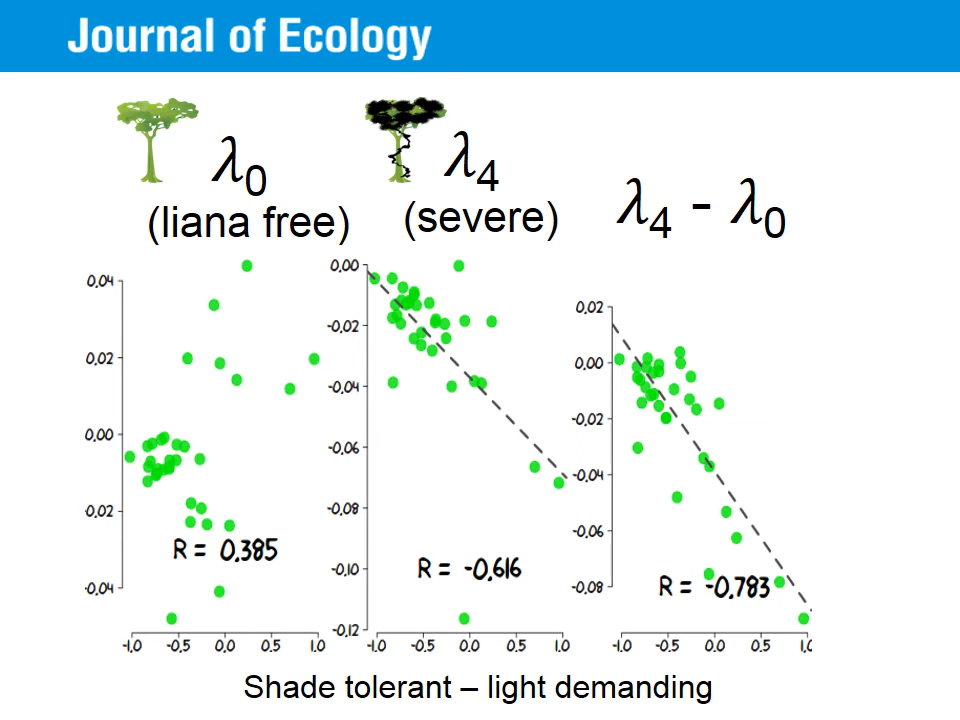 Journal of Ecology
λ0
(liana free)
λ4
(severe)
λ4 - λ0
0.04
0.02
0.00
0.02
0.04
R = 0.385
-1.0 -0.5 0.0 0.5 1.0
0.00
-0.02
-0.04
-0.06
-0.08
-0.10
-0.12
R = -0.616
-1.0 -0.5 0.0 0.5 1.0
0.02
0.00
-0.02
-0.04
-0.06
-0.08
R = -0.783
-1.0 -0.5 0.0 0.5 1.0
Shade tolerant – light demanding